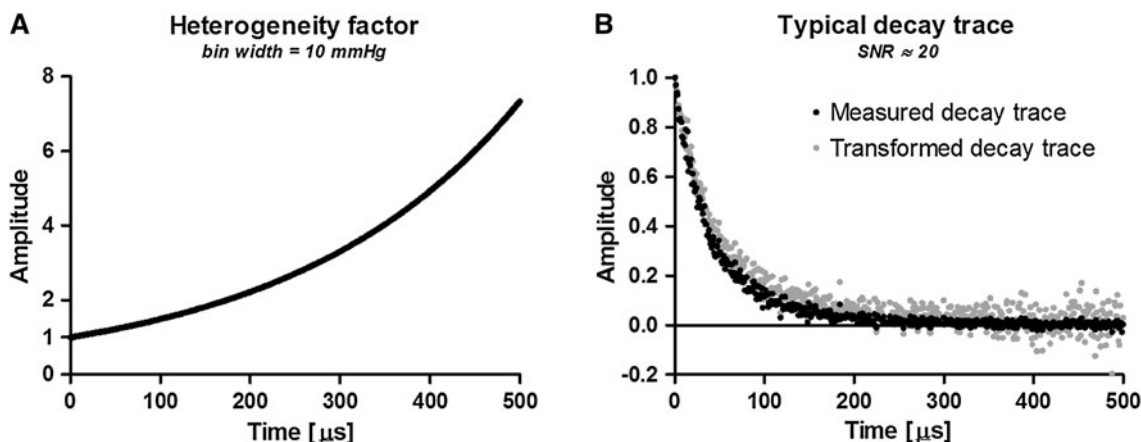 A
Heterogeneity factor
bin width = 10 mmHg
Amplitude
8
6
4
2
1
0
0
100
200
300
400
500
Time [µs]
B
Typical decay trace
SNR ≈ 20
Measured decay trace
Transformed decay trace
Amplitude
1.0
0.8
0.6
0.4
0.2
0.0
-0.2
0
100
200
300
400
500
Time [µs]